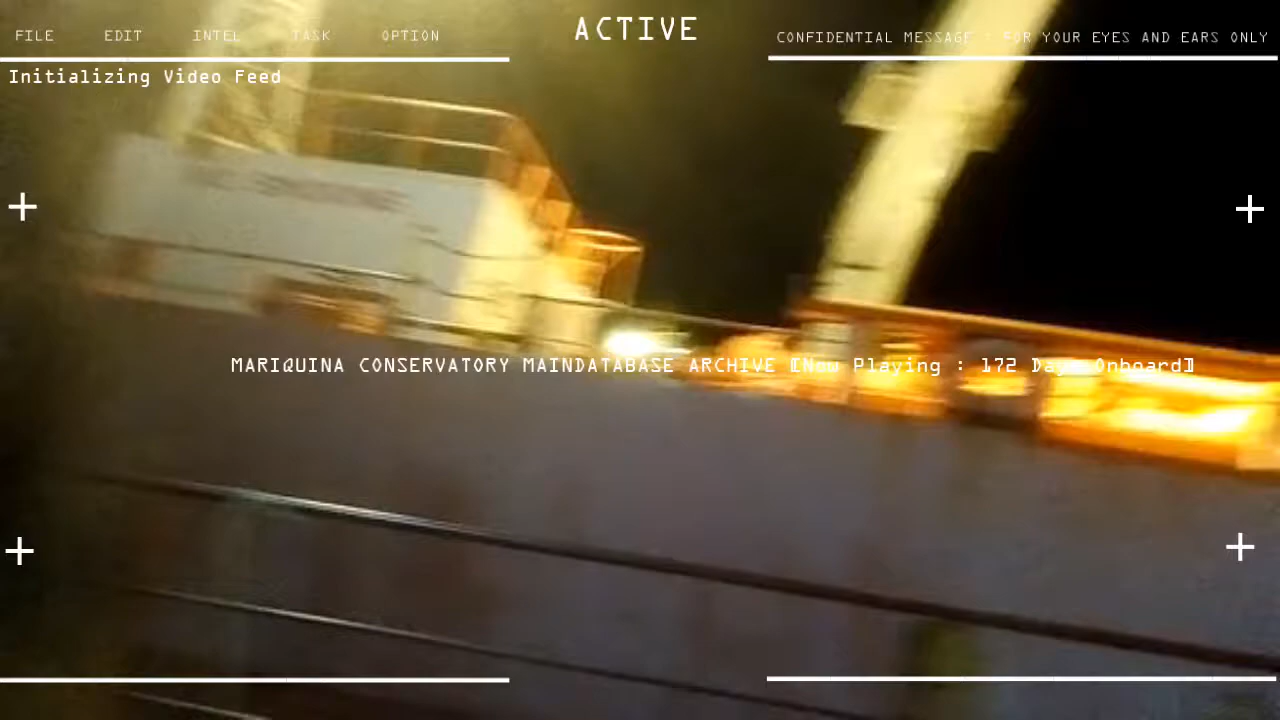 FILE EDIT INTEL TASK OPTION
ACTIVE
CONFIDENTIAL MESSAGE : FOR YOUR EYES AND EARS ONLY
Initializing Video Feed
MARIQUINA CONSERVATORY MAINDATABASE ARCHIVE [Now Playing : 172 Days Onboard]